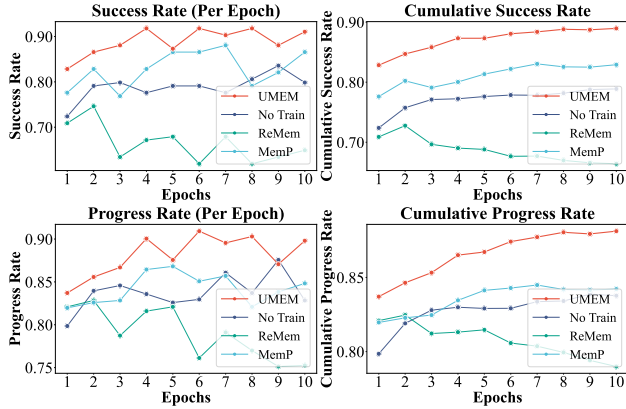 Success Rate (Per Epoch)
Success Rate
0.90
0.80
0.70
UMEM
No Train
ReMem
MemP
1 2 3 4 5 6 7 8 9 10
Epochs
Cumulative Success Rate
Cumulative Success Rate
0.90
0.80
0.70
UMEM
No Train
ReMem
MemP
1 2 3 4 5 6 7 8 9 10
Epochs
Progress Rate (Per Epoch)
Progress Rate
0.90
0.85
0.80
0.75
UMEM
No Train
ReMem
MemP
1 2 3 4 5 6 7 8 9 10
Epochs
Cumulative Progress Rate
Cumulative Progress Rate
0.85
0.80
UMEM
No Train
ReMem
MemP
1 2 3 4 5 6 7 8 9 10
Epochs